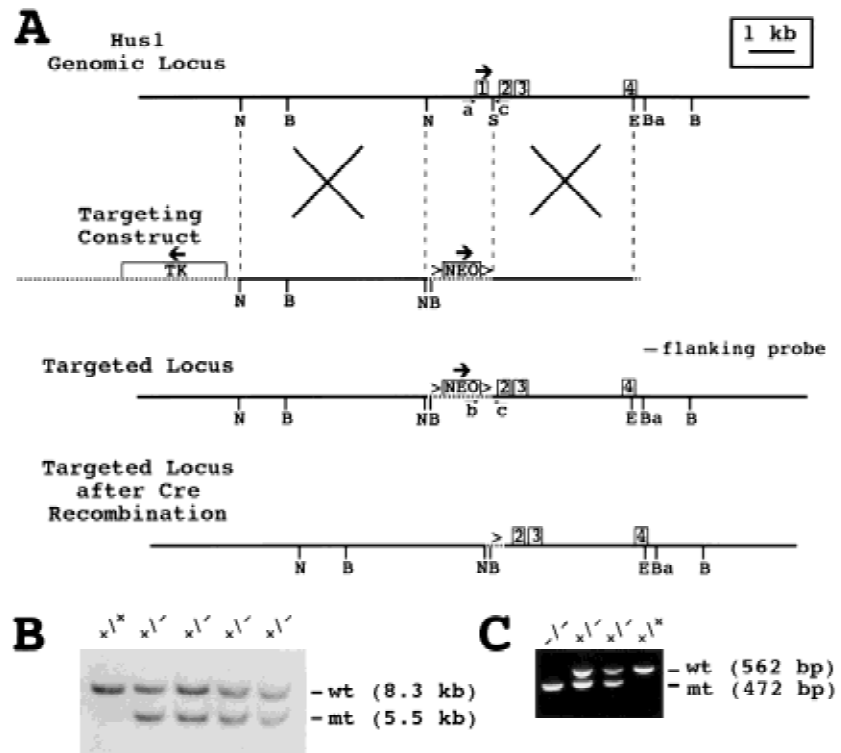 A
Hus1
Genomic Locus
1 kb
1 2 3 4
a c
N B N S E Ba B
Targeting
Construct
TK >NEO>
N B NB
flanking probe
Targeted Locus
>NEO> 2 3 4
b c
N B NB E Ba B
Targeted Locus
after Cre
Recombination
> 2 3 4
N B NB E Ba B
B
+/+ +/- +/- +/- +/-
wt (8.3 kb)
mt (5.5 kb)
C
-/- +/- +/- +/+
wt (562 bp)
mt (472 bp)